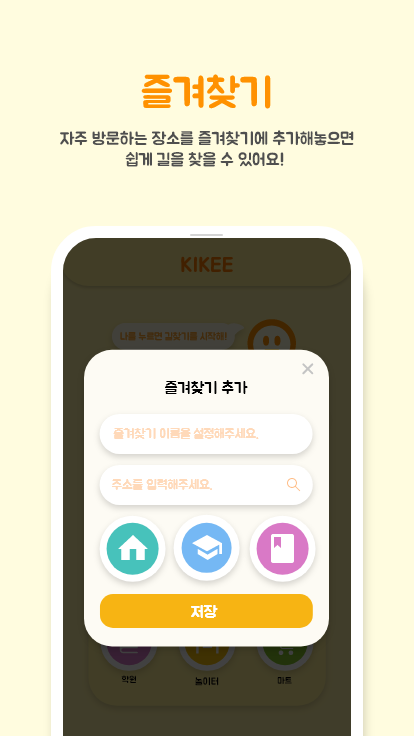 즐겨찾기
자주 방문하는 장소를 즐겨찾기에 추가해놓으면
쉽게 길을 찾을 수 있어요!
KIKEE
나를 누르면 길찾기를 시작해!
즐겨찾기 추가
즐겨찾기 이름을 설정해주세요.
주소를 입력해주세요.
저장
약원
놀이터
마트